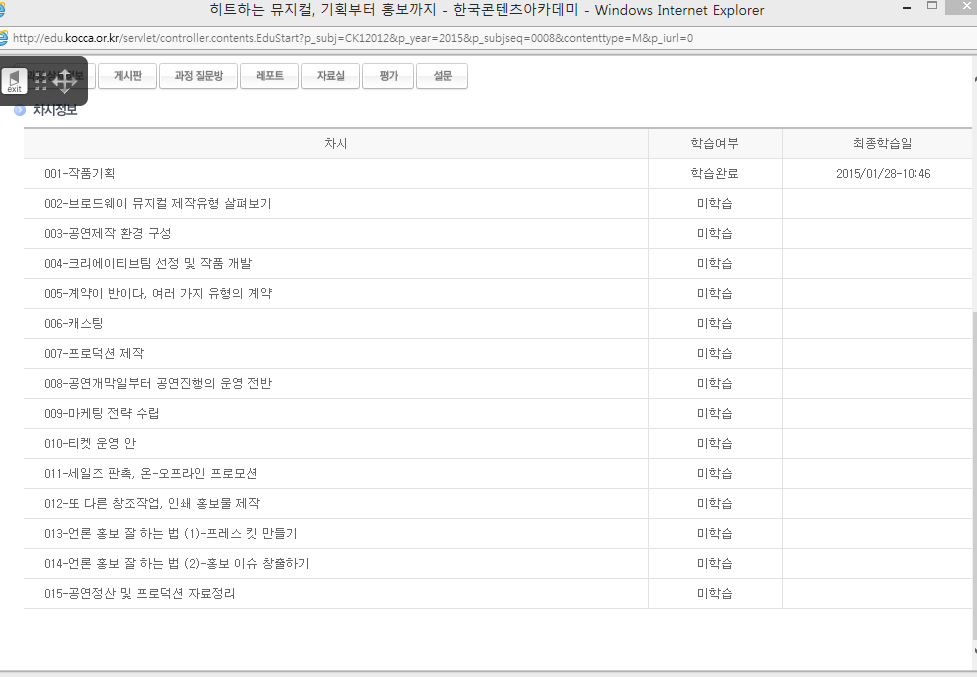 히트하는 뮤지컬, 기획부터 홍보까지 - 한국콘텐츠아카데미 - Windows Internet Explorer
http://edu.kocca.or.kr/servlet/controller.contents.EduStart?p_subj=CK12012&p_year=2015&p_subjseq=0008&contenttype=M&p_iurl=0
게시판 과정 질문방 레포트 자료실 평가 설문
exit
차시정보
차시 학습여부 최종학습일
001-작품기획 학습완료 2015/01/28-10:46
002-브로드웨이 뮤지컬 제작유형 살펴보기 미학습
003-공연제작 환경 구성 미학습
004-크리에이티브팀 선정 및 작품 개발 미학습
005-계약이 반이다, 여러 가지 유형의 계약 미학습
006-캐스팅 미학습
007-프로덕션 제작 미학습
008-공연개막일부터 공연진행의 운영 전반 미학습
009-마케팅 전략 수립 미학습
010-티켓 운영 안 미학습
011-세일즈 판촉, 온-오프라인 프로모션 미학습
012-또 다른 창조작업, 인쇄 홍보물 제작 미학습
013-언론 홍보 잘 하는 법 (1)-프레스 킷 만들기 미학습
014-언론 홍보 잘 하는 법 (2)-홍보 이슈 창출하기 미학습
015-공연정산 및 프로덕션 자료정리 미학습